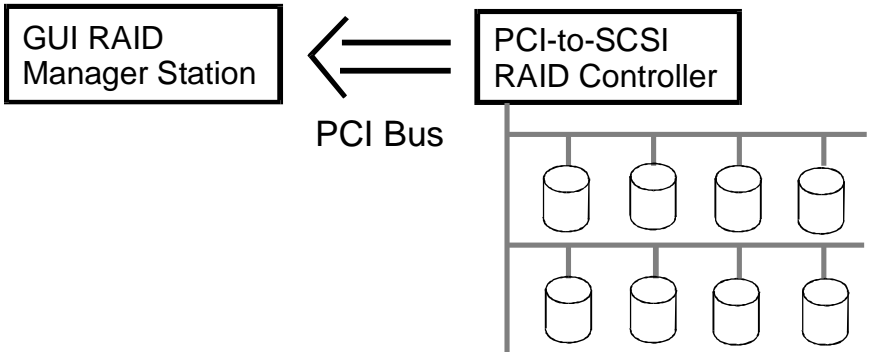 GUI RAID
Manager Station
PCI Bus
PCI-to-SCSI
RAID Controller